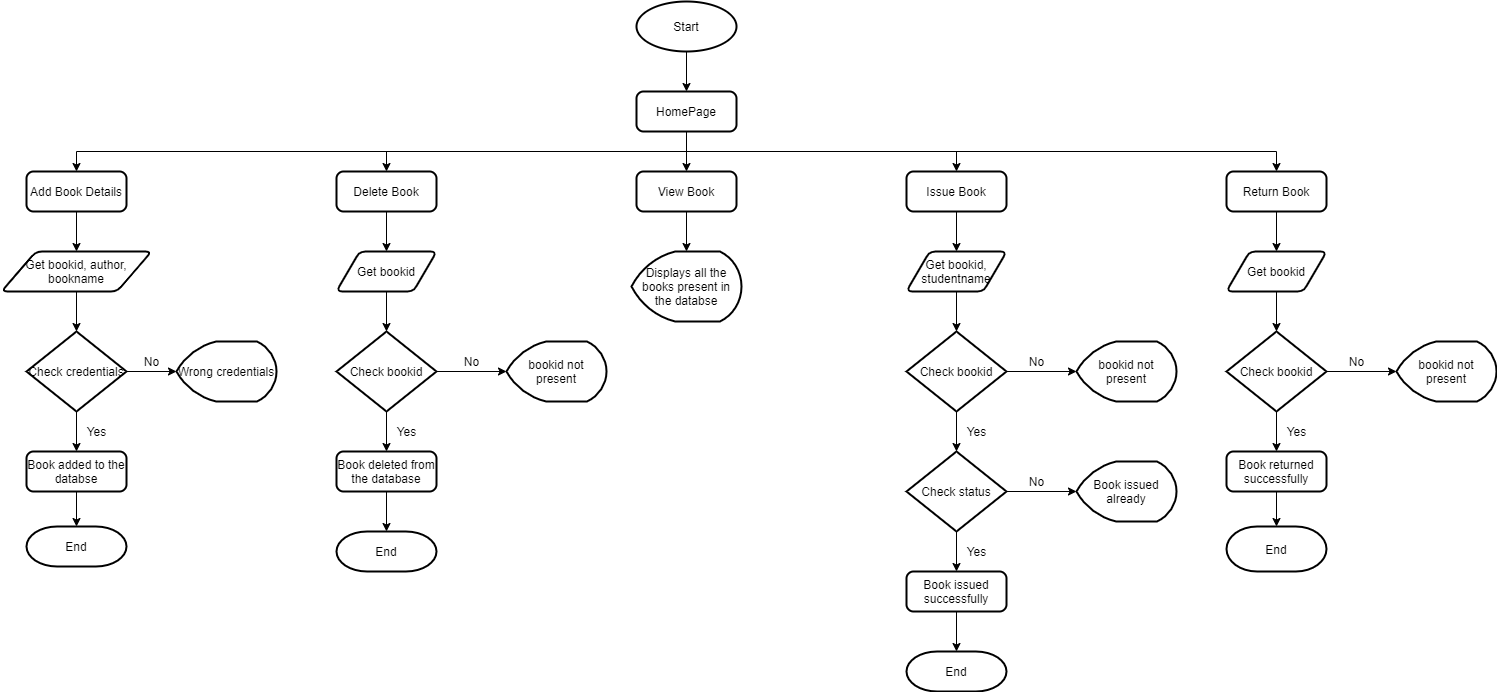 Start
HomePage
Add Book Details
Delete Book
View Book
Issue Book
Return Book
Get bookid, author,
bookname
Get bookid
Displays all the
books present in
the databse
Get bookid,
studentname
Get bookid
Check credentials
No
Wrong credentials
Check bookid
No
bookid not
present
Check bookid
No
bookid not
present
Check bookid
No
bookid not
present
Yes
Yes
Yes
Yes
Book added to the
databse
Book deleted from
the database
Check status
No
Book issued
already
Book returned
successfully
End
End
Yes
End
Book issued
successfully
End